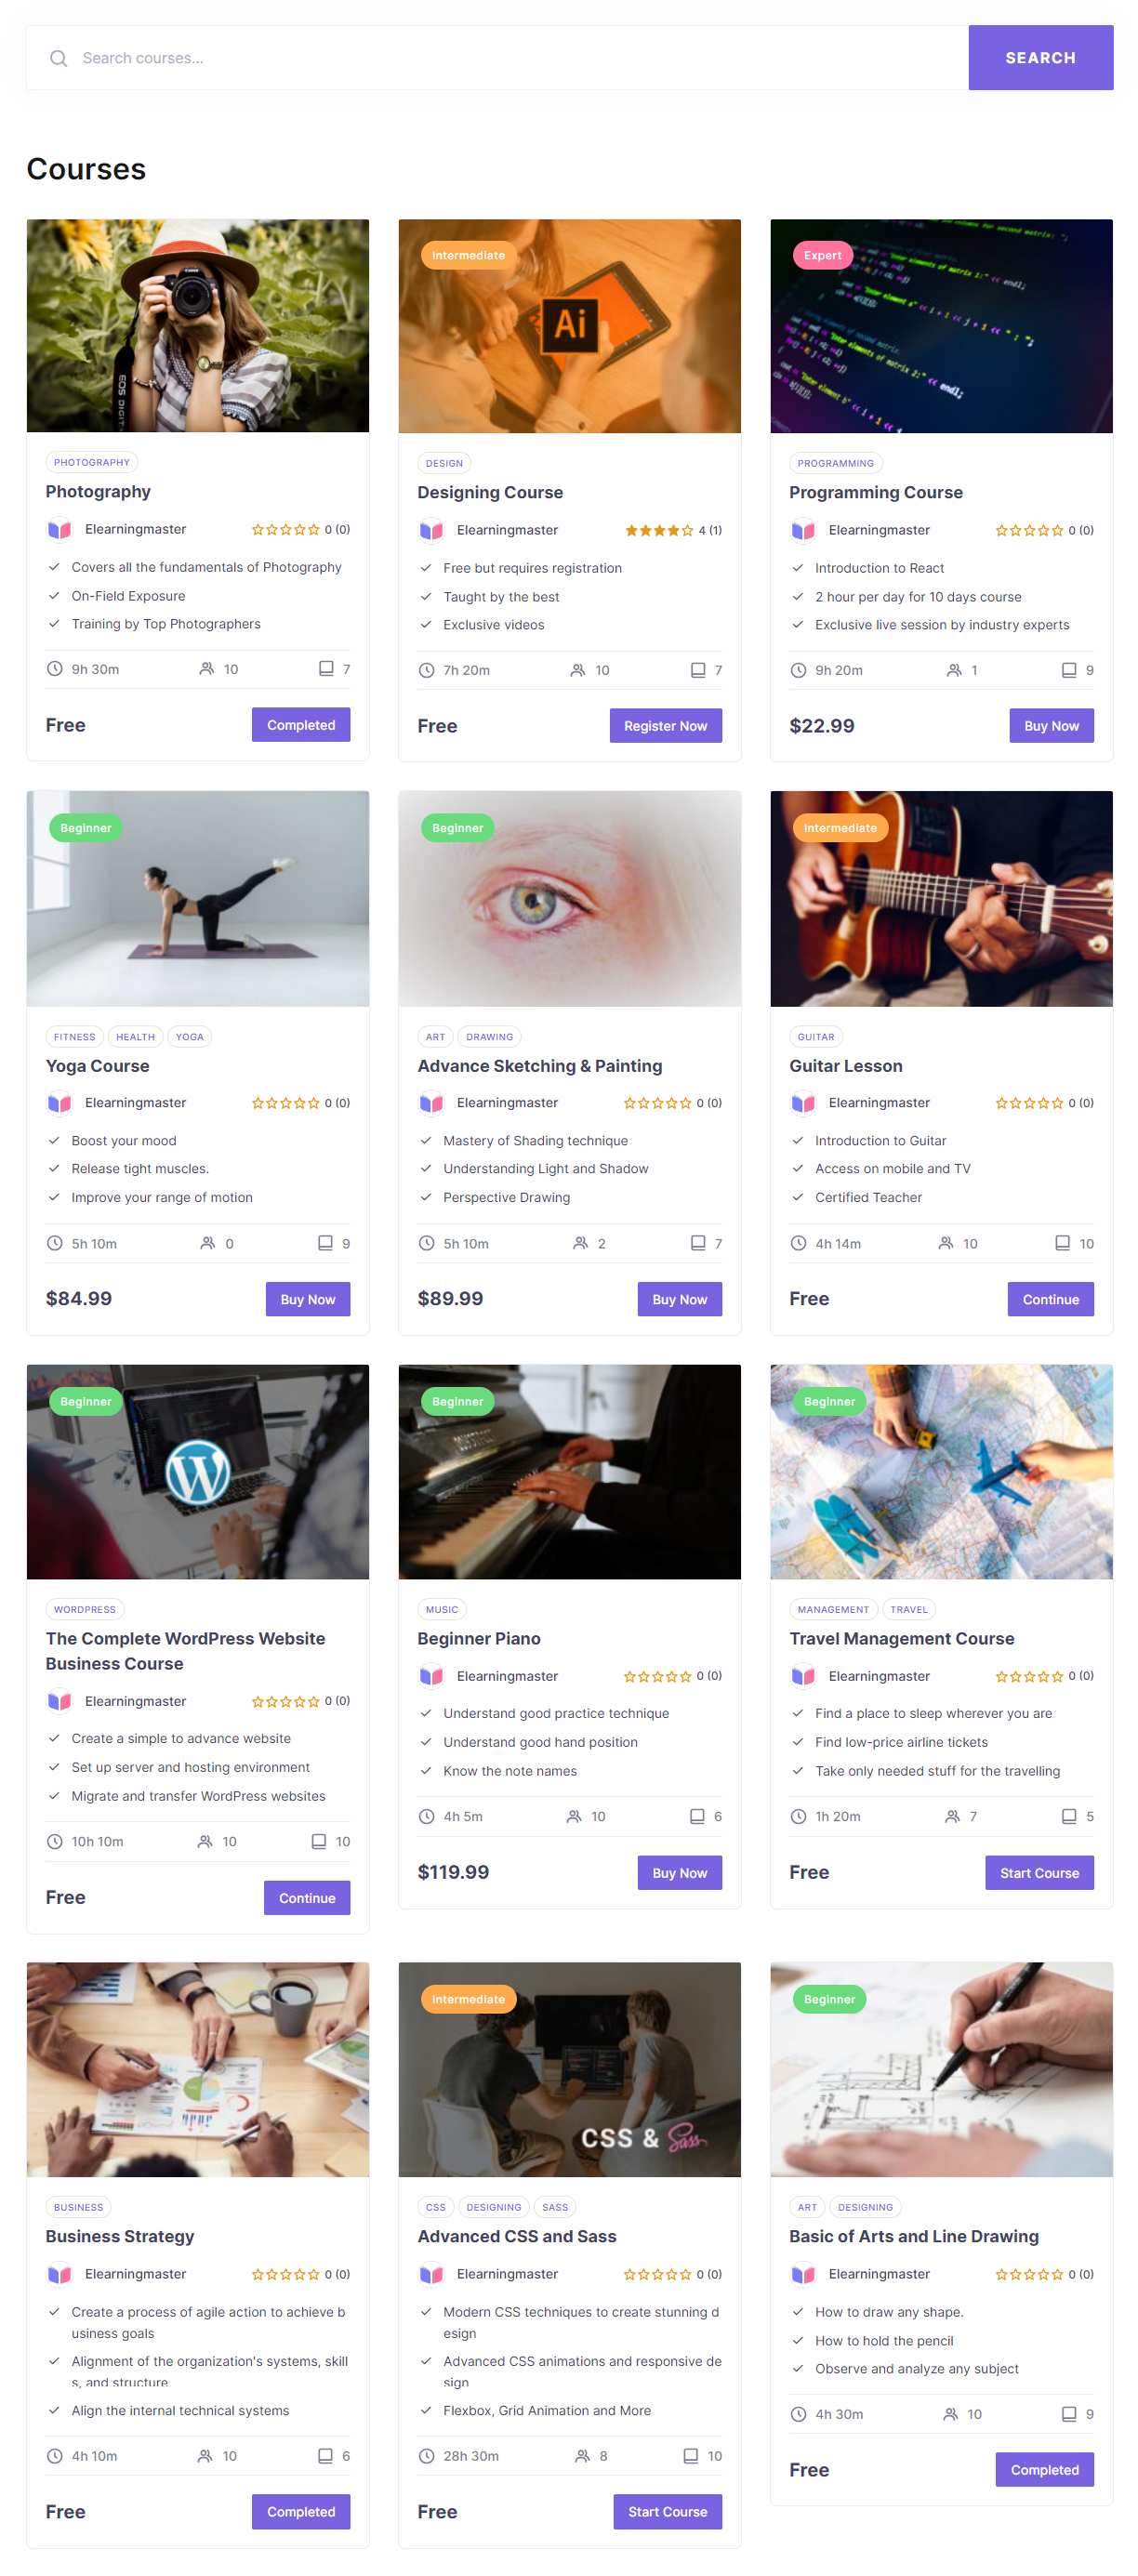 Search courses...
SEARCH
Courses
PHOTOGRAPHY
Photography
Elearningmaster 0 (0)
Covers all the fundamentals of Photography
On-Field Exposure
Training by Top Photographers
9h 30m 10 7
Free Completed
Intermediate
Ai
DESIGN
Designing Course
Elearningmaster 4 (1)
Free but requires registration
Taught by the best
Exclusive videos
7h 20m 10 7
Free Register Now
Expert
PROGRAMMING
Programming Course
Elearningmaster 0 (0)
Introduction to React
2 hour per day for 10 days course
Exclusive live session by industry experts
9h 20m 1 9
$22.99 Buy Now
Beginner
FITNESS HEALTH YOGA
Yoga Course
Elearningmaster 0 (0)
Boost your mood
Release tight muscles.
Improve your range of motion
5h 10m 0 9
$84.99 Buy Now
Beginner
ART DRAWING
Advance Sketching & Painting
Elearningmaster 0 (0)
Mastery of Shading technique
Understanding Light and Shadow
Perspective Drawing
5h 10m 2 7
$89.99 Buy Now
Intermediate
GUITAR
Guitar Lesson
Elearningmaster 0 (0)
Introduction to Guitar
Access on mobile and TV
Certified Teacher
4h 14m 10 10
Free Continue
Beginner
WORDPRESS
The Complete WordPress Website
Business Course
Elearningmaster 0 (0)
Create a simple to advance website
Set up server and hosting environment
Migrate and transfer WordPress websites
10h 10m 10 10
Free Continue
Beginner
MUSIC
Beginner Piano
Elearningmaster 0 (0)
Understand good practice technique
Understand good hand position
Know the note names
4h 5m 10 6
$119.99 Buy Now
Beginner
MANAGEMENT TRAVEL
Travel Management Course
Elearningmaster 0 (0)
Find a place to sleep wherever you are
Find low-price airline tickets
Take only needed stuff for the travelling
1h 20m 7 5
Free Start Course
BUSINESS
Business Strategy
Elearningmaster 0 (0)
Create a process of agile action to achieve b
usiness goals
Alignment of the organization's systems, skill
s, and structure
Align the internal technical systems
4h 10m 10 6
Free Completed
Intermediate
CSS & Sass
CSS DESIGNING SASS
Advanced CSS and Sass
Elearningmaster 0 (0)
Modern CSS techniques to create stunning d
esign
Advanced CSS animations and responsive de
sign
Flexbox, Grid Animation and More
28h 30m 8 10
Free Start Course
Beginner
ART DESIGNING
Basic of Arts and Line Drawing
Elearningmaster 0 (0)
How to draw any shape.
How to hold the pencil
Observe and analyze any subject
4h 30m 10 9
Free Completed